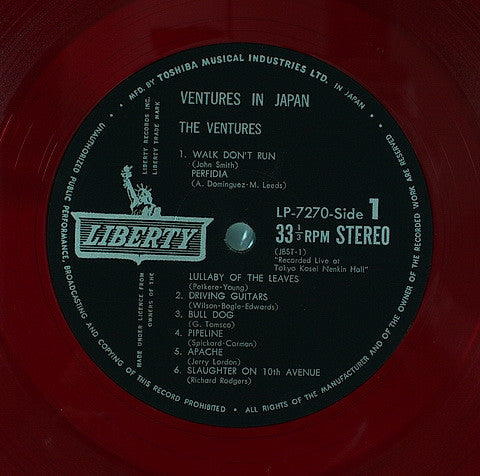 MFD. BY TOSHIBA MUSICAL INDUSTRIES LTD. IN JAPAN.
VENTURES IN JAPAN
THE VENTURES
1. WALK DON'T RUN
(John Smith)
PERFIDIA
(A. Dominguez-M. Leeds)
LIBERTY RECORDS INC.
LIBERTY TRADE MARK
LP-7270-Side 1
33 1/3 RPM STEREO
(JBST-1)
"Recorded Live at
Tokyo Kosei Nenkin Hall"
LIBERTY
MADE UNDER LICENCE FROM
OWNERS OF THE
LULLABY OF THE LEAVES
(Petkere-Young)
2. DRIVING GUITARS
(Wilson-Bogle-Edwards)
3. BULL DOG
(G. Tomsco)
4. PIPELINE
(Spickard-Carman)
5. APACHE
(Jerry Lordon)
6. SLAUGHTER ON 10th AVENUE
(Richard Rodgers)
UNAUTHORIZED PUBLIC PERFORMANCE, BROADCASTING AND COPYING OF THIS RECORD PROHIBITED • ALL RIGHTS OF THE MANUFACTURER AND OF THE OWNER OF THE RECORDED WORK ARE RESERVED